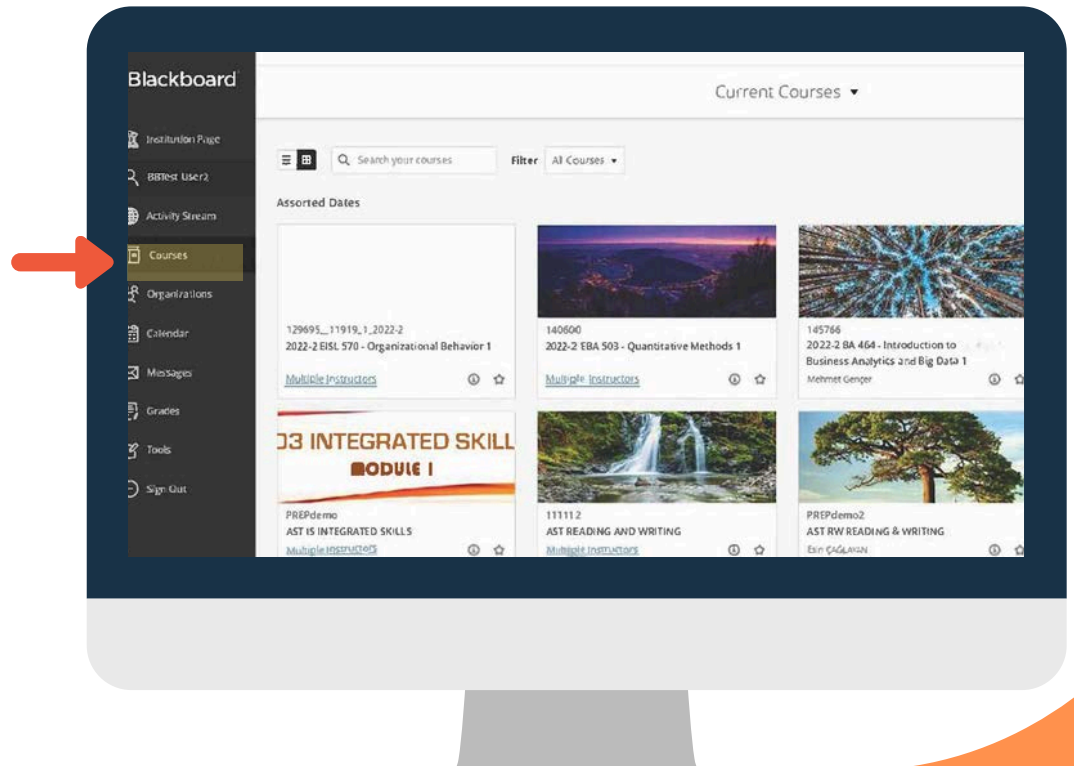 Blackboard
Institution Page
BBTest User2
Activity Stream
Courses
Organizations
Calendar
Messages
Grades
Tools
Sign Out
Current Courses
Search your courses
Filter
All Courses
Assorted Dates
129695_11919_1_2022-2
2022-2 EISL 570 - Organizational Behavior 1
Multiple Instructors
140600
2022-2 EBA 503 - Quantitative Methods 1
Multiple Instructors
145766
2022-2 BA 464 - Introduction to
Business Analytics and Big Data 1
Mehmet Gençer
03 INTEGRATED SKILL
MODULE I
PREPdemo
AST IS INTEGRATED SKILLS
Multiple Instructors
111112
AST READING AND WRITING
Multiple Instructors
PREPdemo2
AST RW READING & WRITING
Esin ÇAĞLAYAN